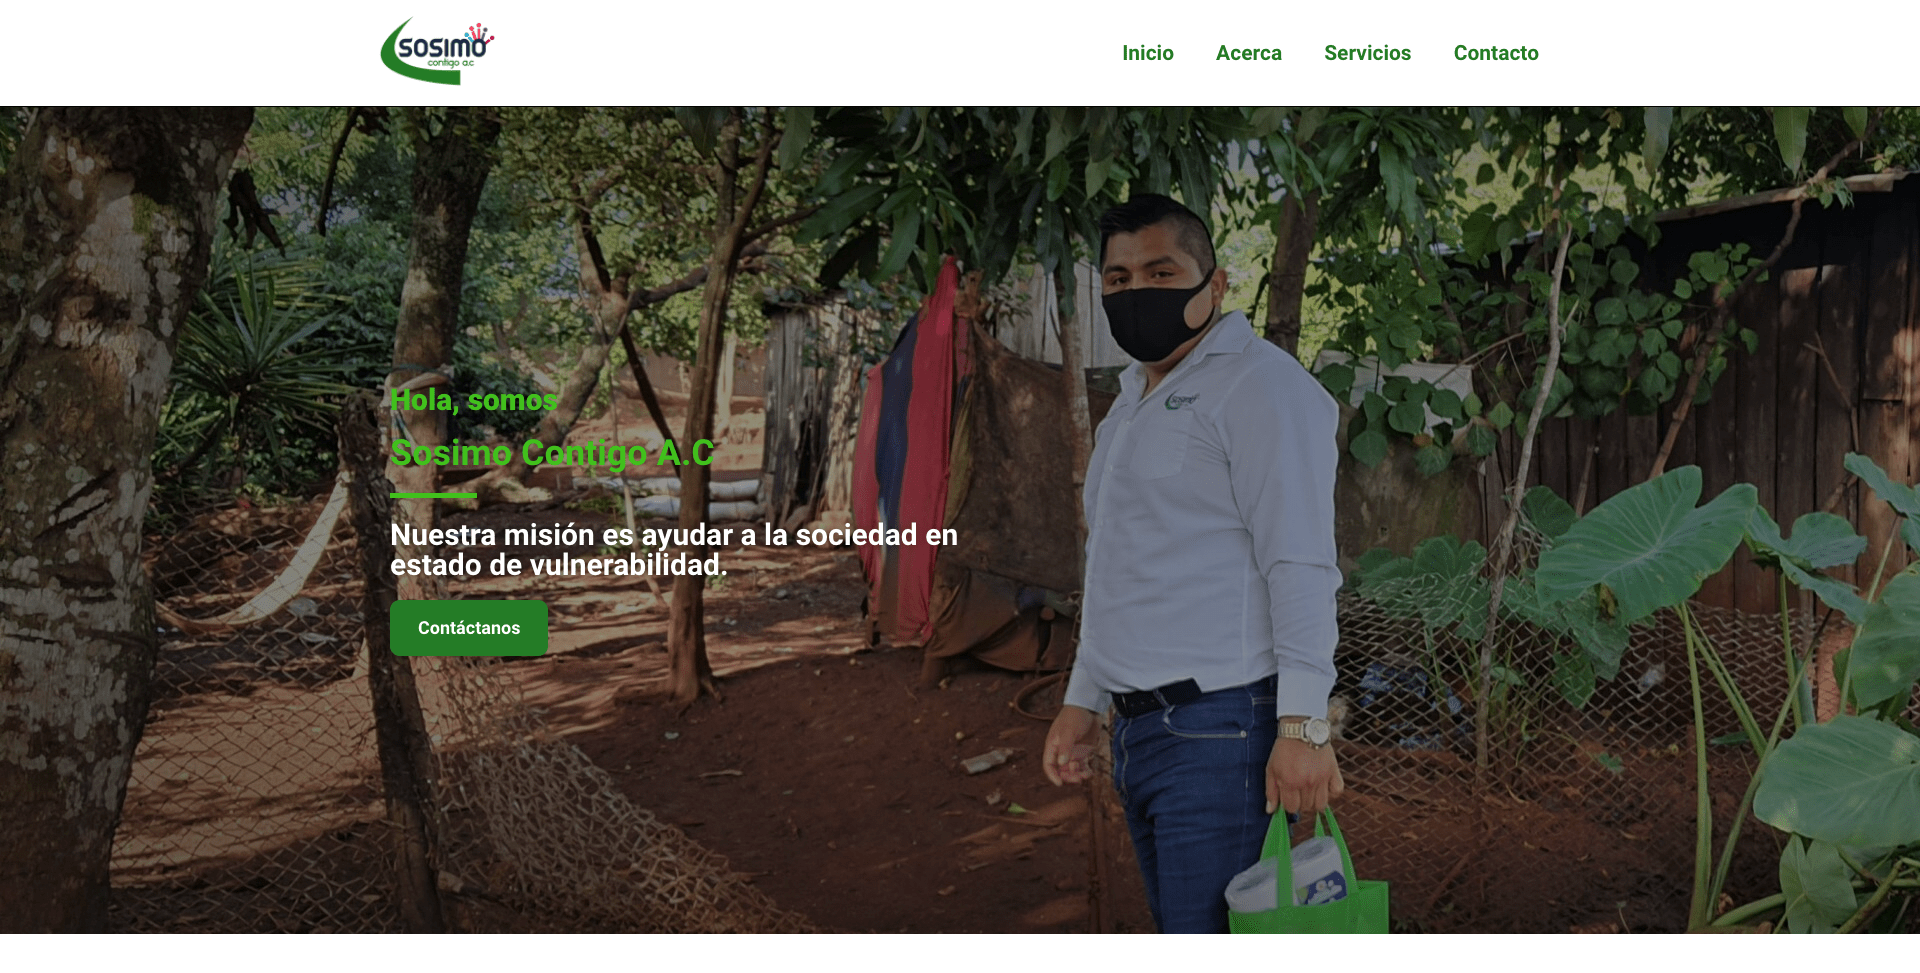 SOSIMO
contigo a.c
Inicio
Acerca
Servicios
Contacto
Hola, somos
Sosimo Contigo A.C
Nuestra misión es ayudar a la sociedad en
estado de vulnerabilidad.
Contáctanos
sosimo